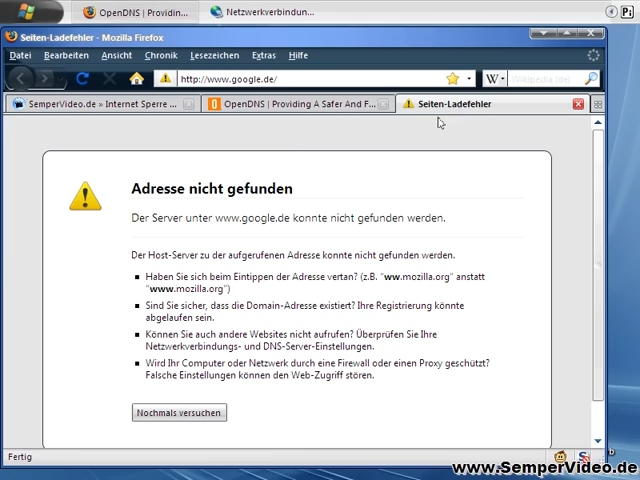 OpenDNS | Providin...
Netzwerkverbindun...
Seiten-Ladefehler - Mozilla Firefox
Datei Bearbeiten Ansicht Chronik Lesezeichen Extras Hilfe
http://www.google.de/
W
Wikipedia (de)
SemperVideo.de » Internet Sperre ...
OpenDNS | Providing A Safer And F...
Seiten-Ladefehler
Adresse nicht gefunden
Der Server unter www.google.de konnte nicht gefunden werden.
Der Host-Server zu der aufgerufenen Adresse konnte nicht gefunden werden.
Haben Sie sich beim Eintippen der Adresse vertan? (z.B. "ww.mozilla.org" anstatt
"www.mozilla.org")
Sind Sie sicher, dass die Domain-Adresse existiert? Ihre Registrierung könnte
abgelaufen sein.
Können Sie auch andere Websites nicht aufrufen? Überprüfen Sie Ihre
Netzwerkverbindungs- und DNS-Server-Einstellungen.
Wird Ihr Computer oder Netzwerk durch eine Firewall oder einen Proxy geschützt?
Falsche Einstellungen können den Web-Zugriff stören.
Nochmals versuchen
Fertig
www.SemperVideo.de